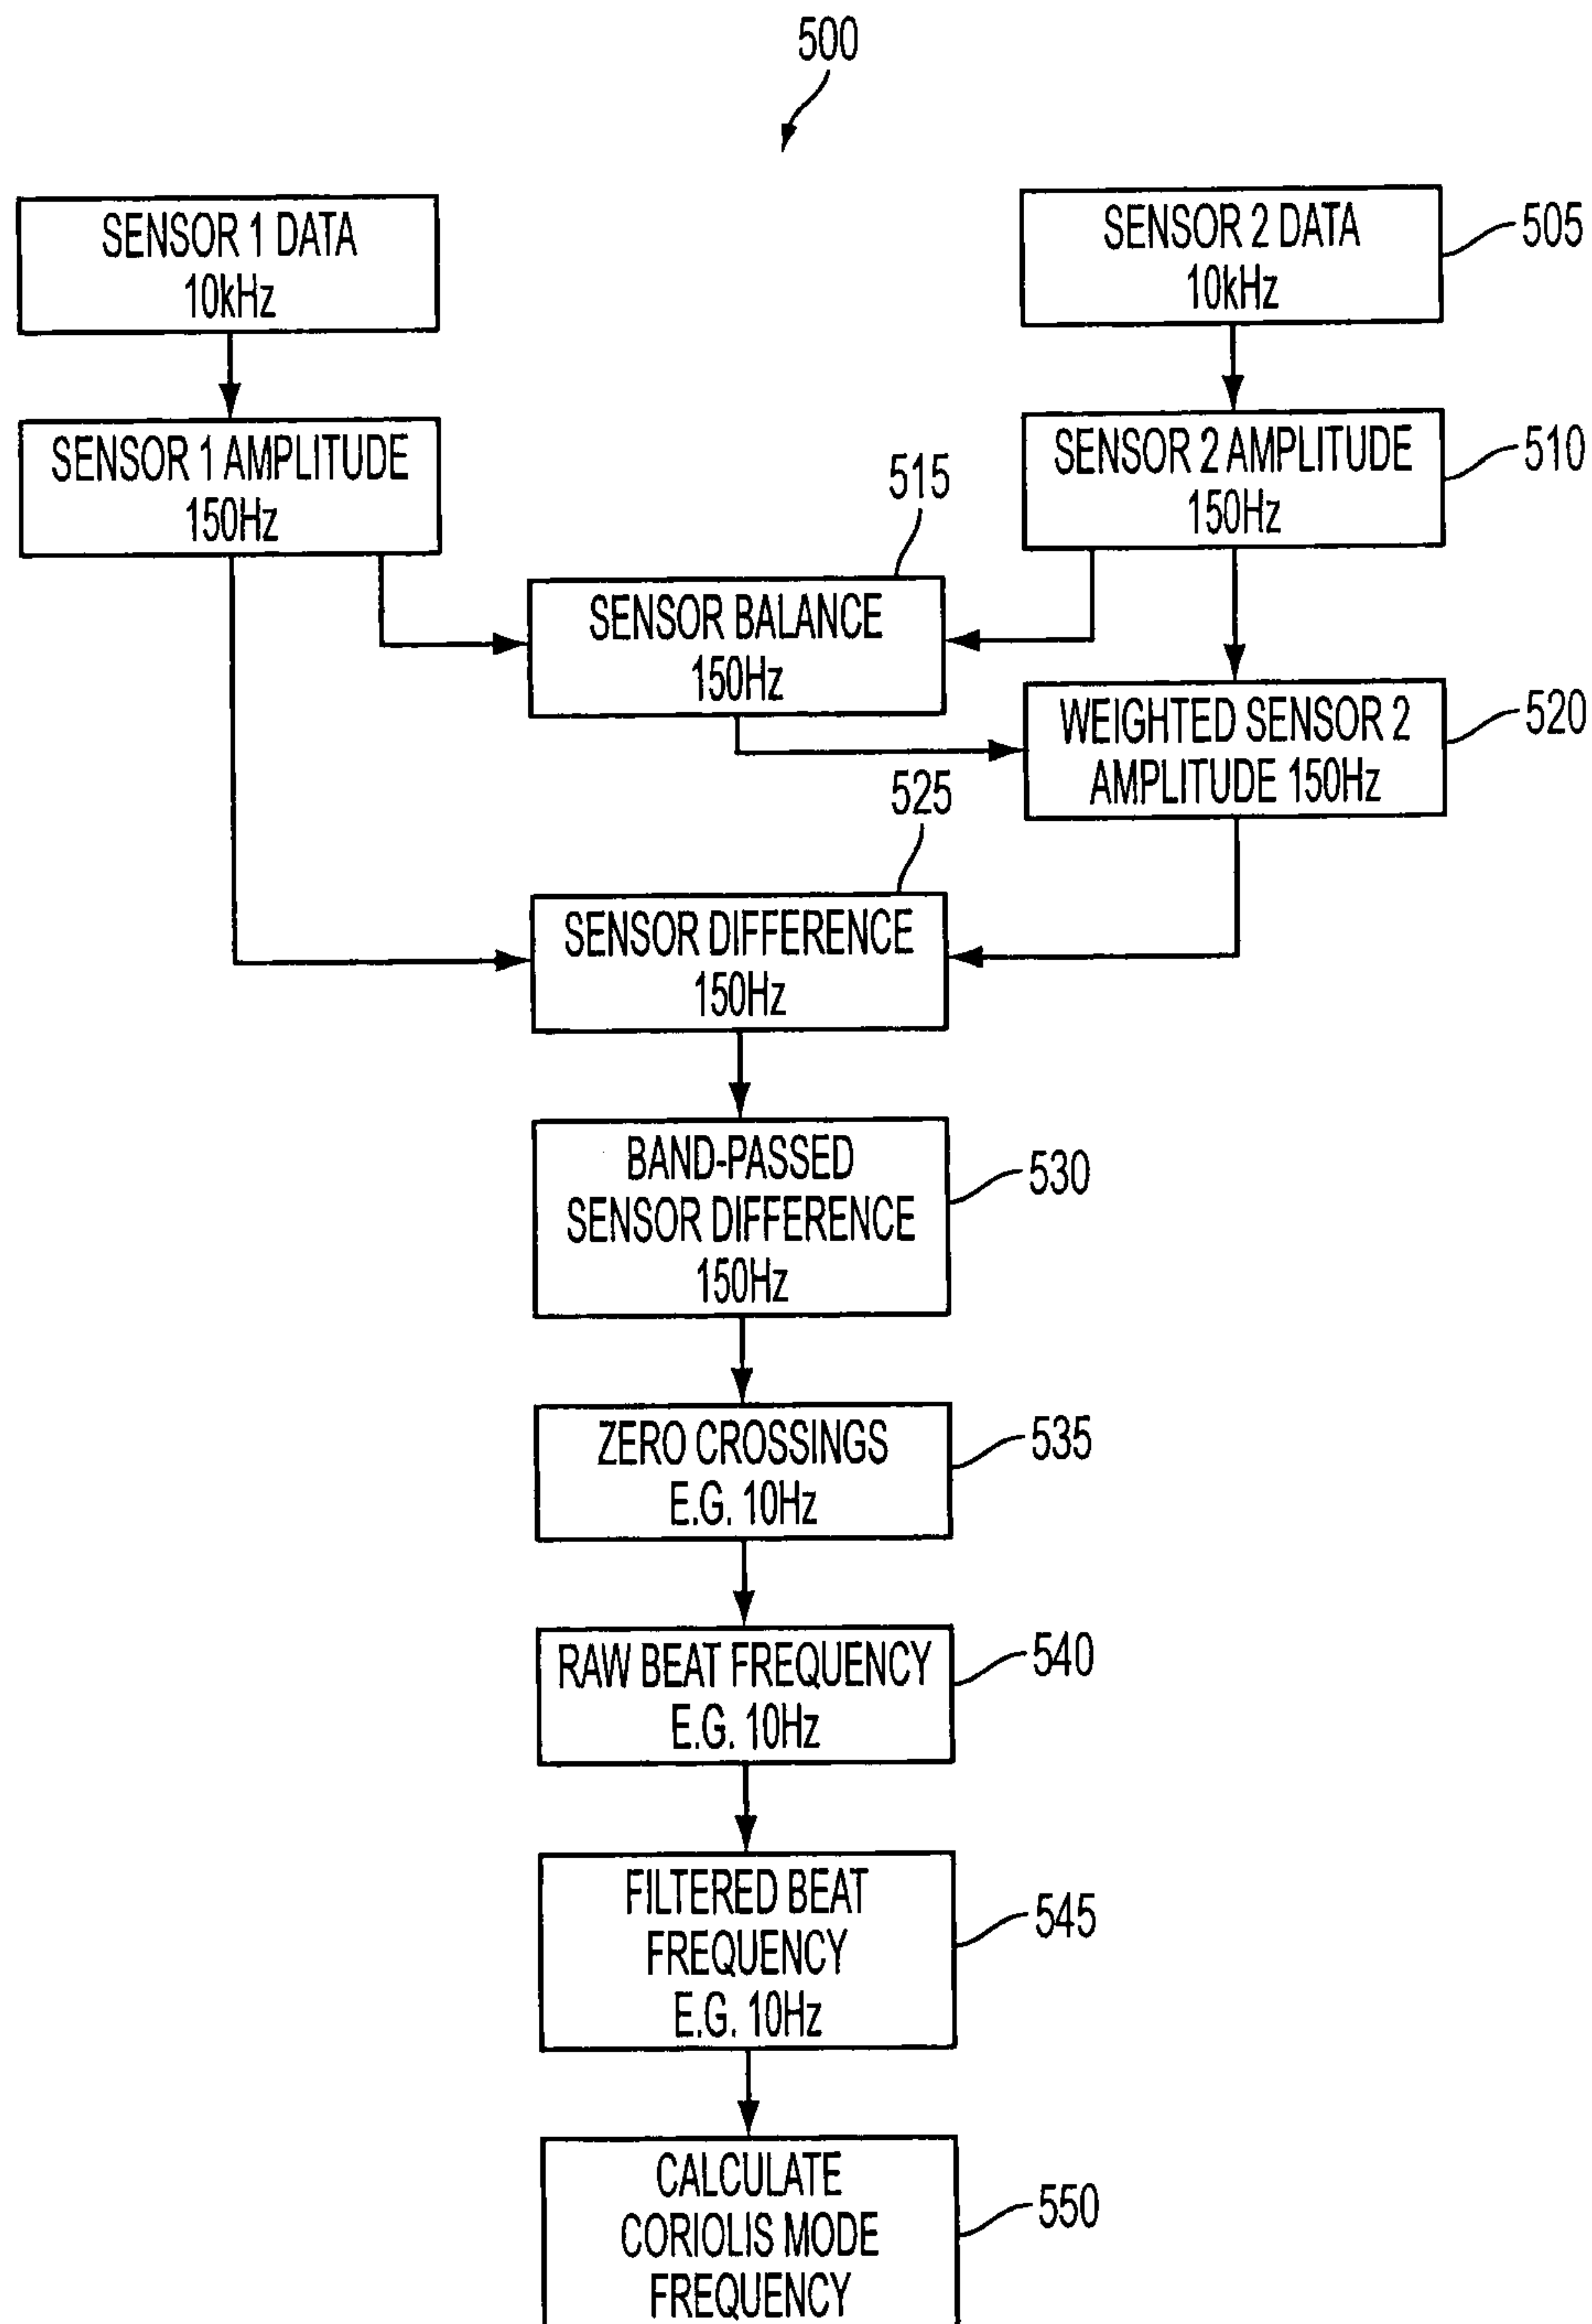 500
SENSOR 1 DATA
10kHz
SENSOR 2 DATA
10kHz
505
SENSOR 1 AMPLITUDE
150Hz
SENSOR 2 AMPLITUDE
150Hz
510
515
SENSOR BALANCE
150Hz
WEIGHTED SENSOR 2
AMPLITUDE 150Hz
520
525
SENSOR DIFFERENCE
150Hz
BAND-PASSED
SENSOR DIFFERENCE
150Hz
530
ZERO CROSSINGS
E.G. 10Hz
535
RAW BEAT FREQUENCY
E.G. 10Hz
540
FILTERED BEAT
FREQUENCY
E.G. 10Hz
545
CALCULATE
CORIOLIS MODE
FREQUENCY
550